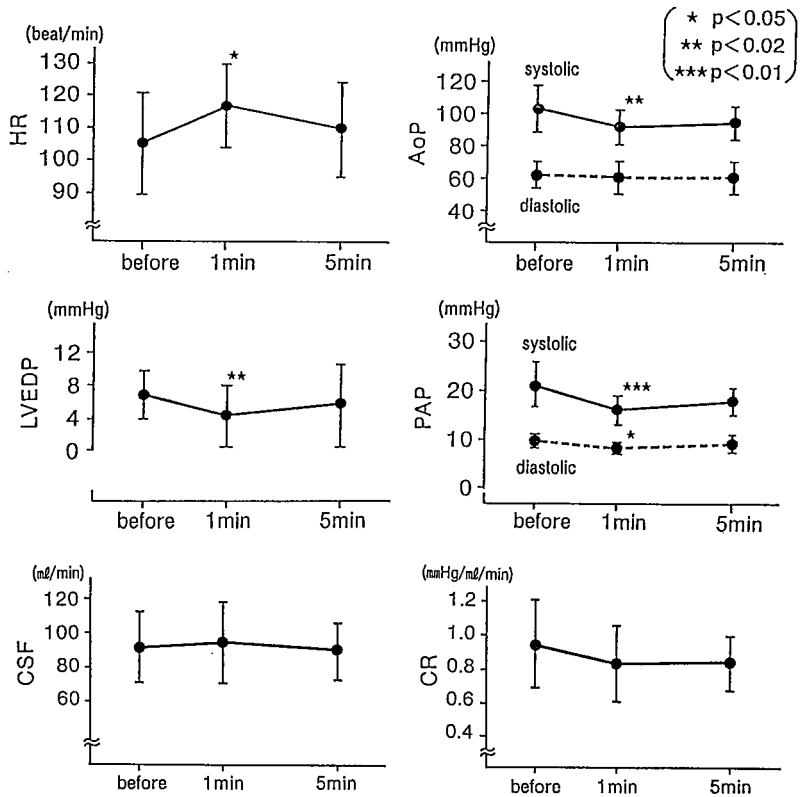 (beat/min)
HR
130
120
110
100
90
*
before 1min 5min
(mmHg)
AoP
120
100
80
60
40
systolic
**
diastolic
before 1min 5min
* p<0.05
** p<0.02
*** p<0.01
(mmHg)
LVEDP
12
8
4
0
**
before 1min 5min
(mmHg)
PAP
30
20
10
0
systolic
***
*
diastolic
before 1min 5min
(mℓ/min)
CSF
120
100
80
60
before 1min 5min
(mmHg/mℓ/min)
CR
1.2
1.0
0.8
0.6
0.4
before 1min 5min